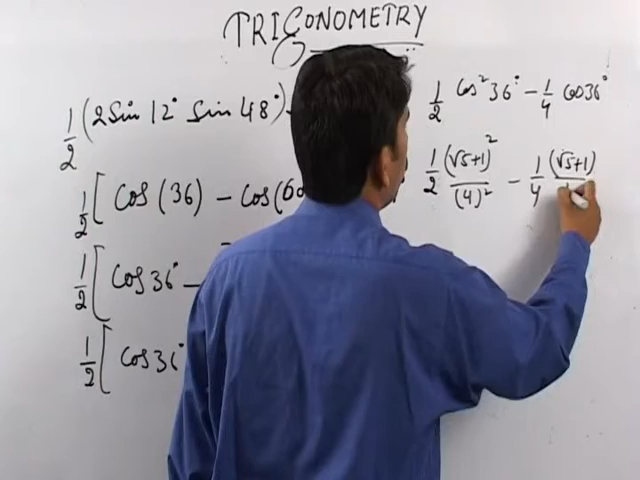 TRIGONOMETRY
1/2 (2 Sin 12° Sin 48°)
1/2 [ Cos (36) - Cos(60
1/2 [ Cos 36° -
1/2 [ Cos 36°
1/2 Cos² 36° - 1/4 Cos 36°
1/2 (√5+1)²/(4)² - 1/4 (√5+1)